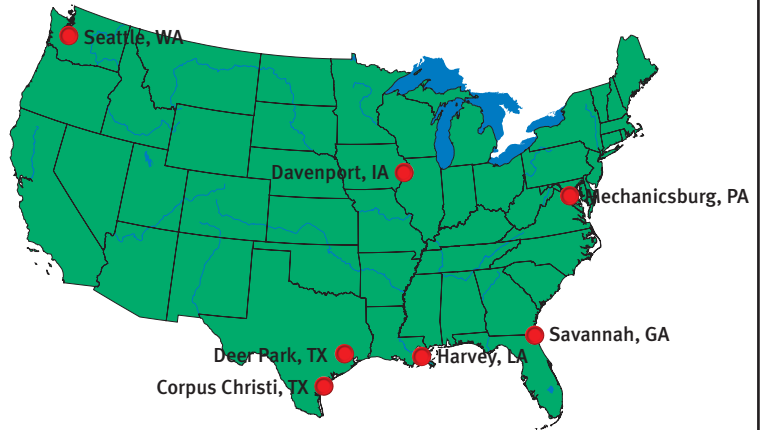 Seattle, WA
Davenport, IA
Mechanicsburg, PA
Savannah, GA
Deer Park, TX
Harvey, LA
Corpus Christi, TX